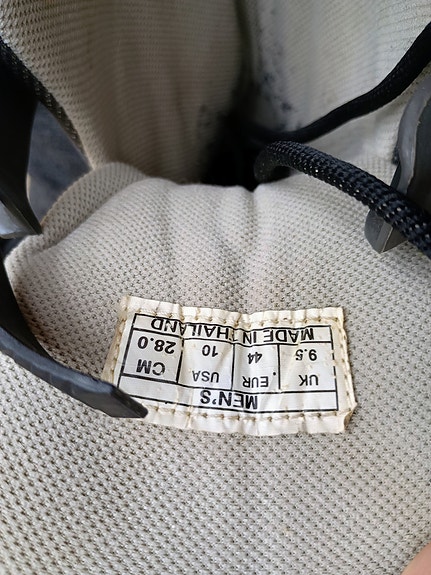 MEN'S
UK EUR USA CM
9.5 44 10 28.0
MADE IN THAILAND